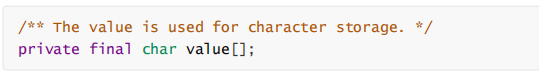 /** The value is used for character storage. */
private final char value[];